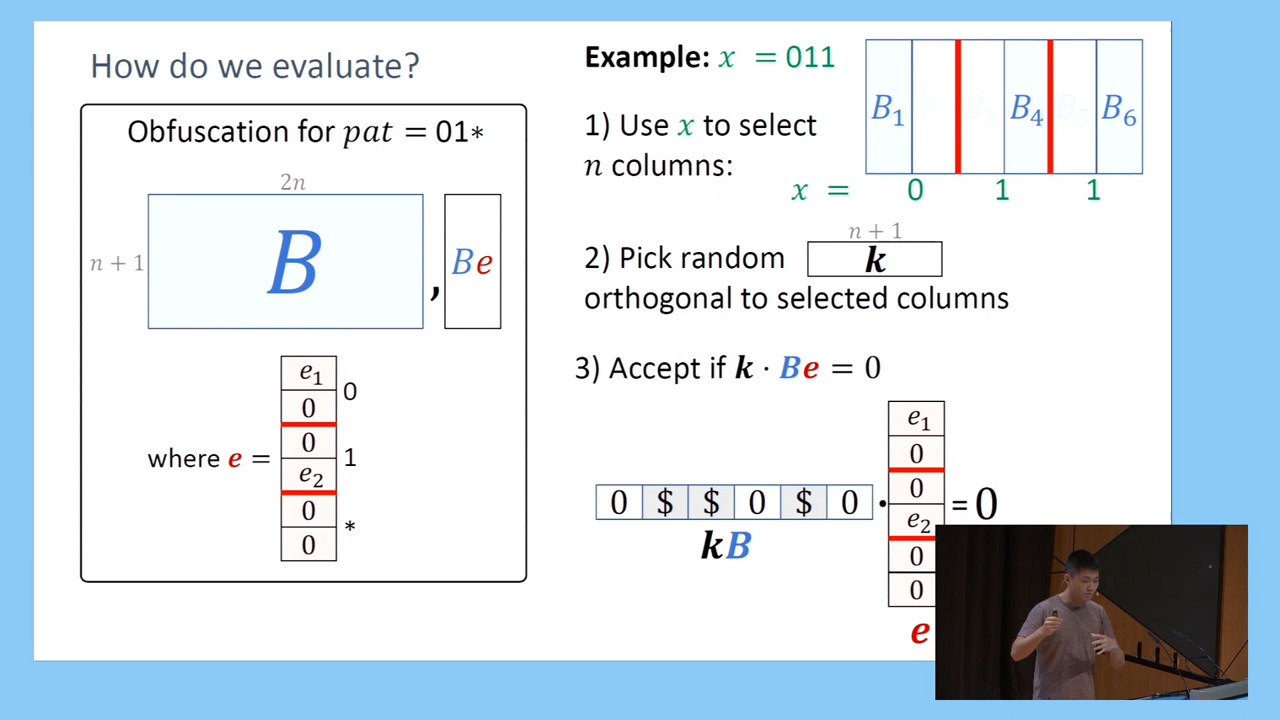 How do we evaluate?
Obfuscation for pat = 01*
2n
n + 1
B
,
Be
where e =
e₁
0
0
e₂
0
0
0
1
*
Example: x = 011
1) Use x to select
n columns:
B₁
B₄
B₆
x = 0 1 1
2) Pick random
n + 1
k
orthogonal to selected columns
3) Accept if k · Be = 0
0 $ $ 0 $ 0
·
kB
e₁
0
0
e₂
0
0
= 0
e